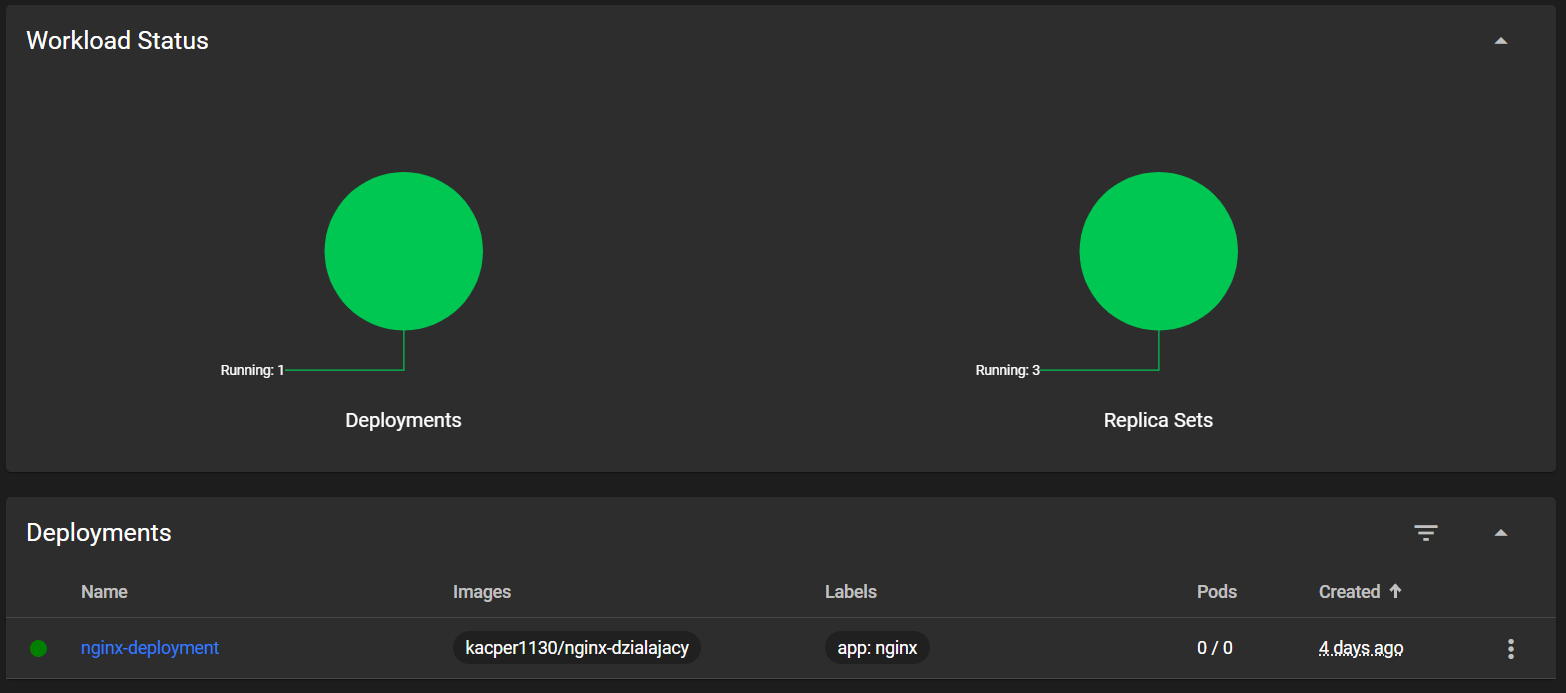 Workload Status
Running: 1
Running: 3
Deployments
Replica Sets
Deployments
Name Images Labels Pods Created
nginx-deployment kacper1130/nginx-dzialajacy app: nginx 0 / 0 4 days ago